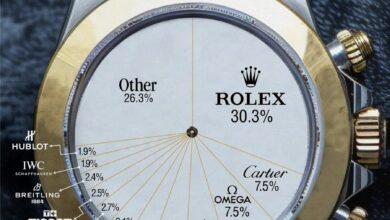 Other
26.3%
ROLEX
30.3%
HUBLOT
1.9%
IWC
SCHAFFHAUSEN
1.9%
Cartier
7.5%
BREITLING
1884
2.4%
Ω
OMEGA
7.5%
2.5%
2.7%